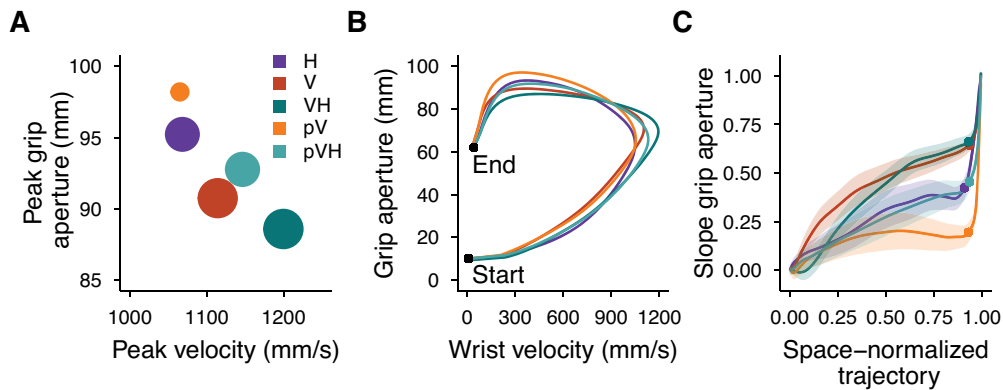 A
Peak grip
aperture (mm)
100
95
90
85
1000
1100
1200
Peak velocity (mm/s)
H
V
VH
pV
pVH
B
Grip aperture (mm)
100
80
60
40
20
0
End
Start
0
300
600
900
1200
Wrist velocity (mm/s)
C
Slope grip aperture
1.00
0.75
0.50
0.25
0.00
0.00
0.25
0.50
0.75
1.00
Space−normalized
trajectory